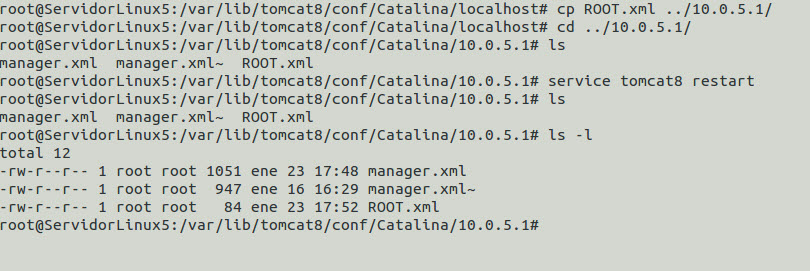 root@ServidorLinux5:/var/lib/tomcat8/conf/Catalina/localhost# cp ROOT.xml ../10.0.5.1/
root@ServidorLinux5:/var/lib/tomcat8/conf/Catalina/localhost# cd ../10.0.5.1/
root@ServidorLinux5:/var/lib/tomcat8/conf/Catalina/10.0.5.1# ls
manager.xml  manager.xml~  ROOT.xml
root@ServidorLinux5:/var/lib/tomcat8/conf/Catalina/10.0.5.1# service tomcat8 restart
root@ServidorLinux5:/var/lib/tomcat8/conf/Catalina/10.0.5.1# ls
manager.xml  manager.xml~  ROOT.xml
root@ServidorLinux5:/var/lib/tomcat8/conf/Catalina/10.0.5.1# ls -l
total 12
-rw-r--r-- 1 root root 1051 ene 23 17:48 manager.xml
-rw-r--r-- 1 root root  947 ene 16 16:29 manager.xml~
-rw-r--r-- 1 root root   84 ene 23 17:52 ROOT.xml
root@ServidorLinux5:/var/lib/tomcat8/conf/Catalina/10.0.5.1#